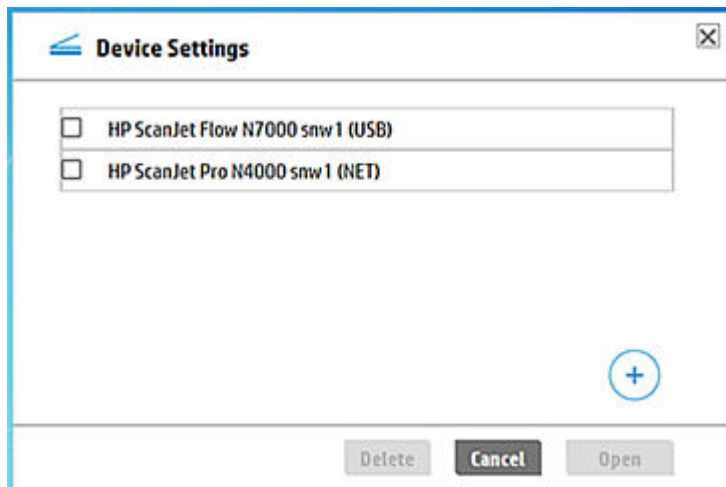 Device Settings
HP ScanJet Flow N7000 snw1 (USB)
HP ScanJet Pro N4000 snw1 (NET)
Delete Cancel Open